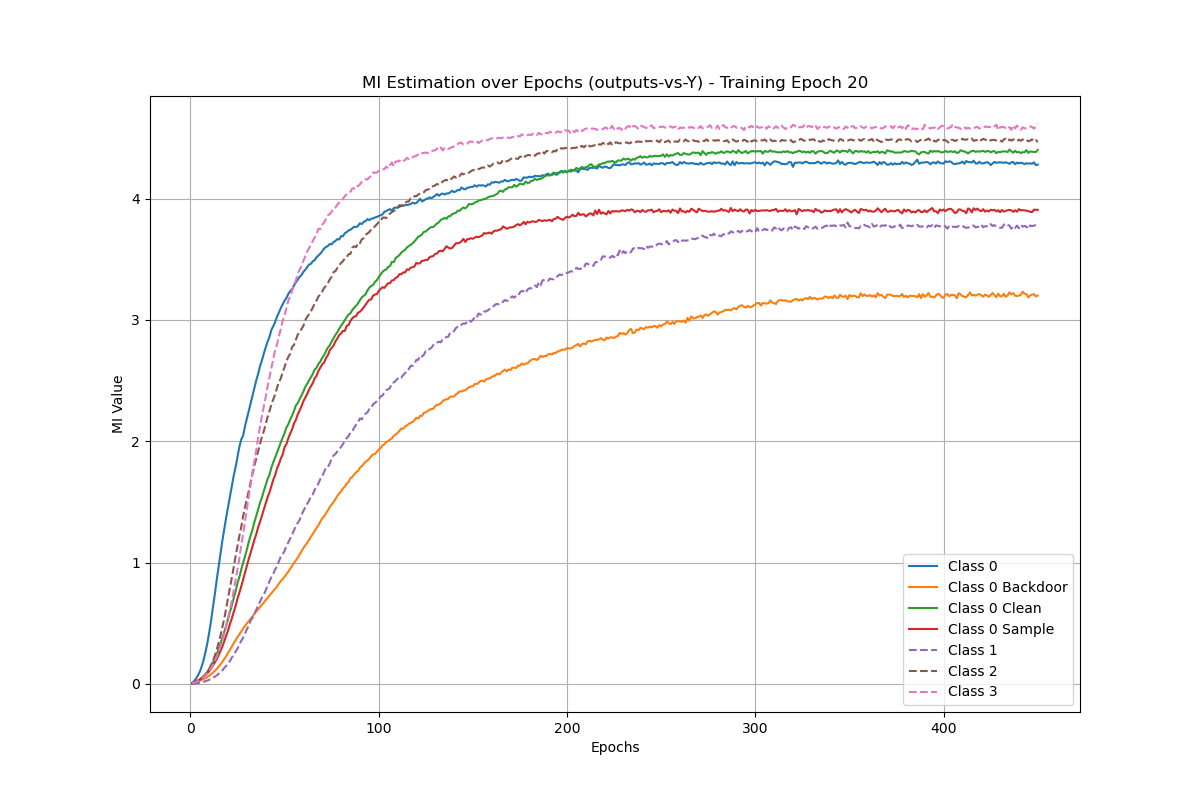 MI Estimation over Epochs (outputs-vs-Y) - Training Epoch 20
MI Value
4
3
2
1
0
0 100 200 300 400
Epochs
Class 0
Class 0 Backdoor
Class 0 Clean
Class 0 Sample
Class 1
Class 2
Class 3